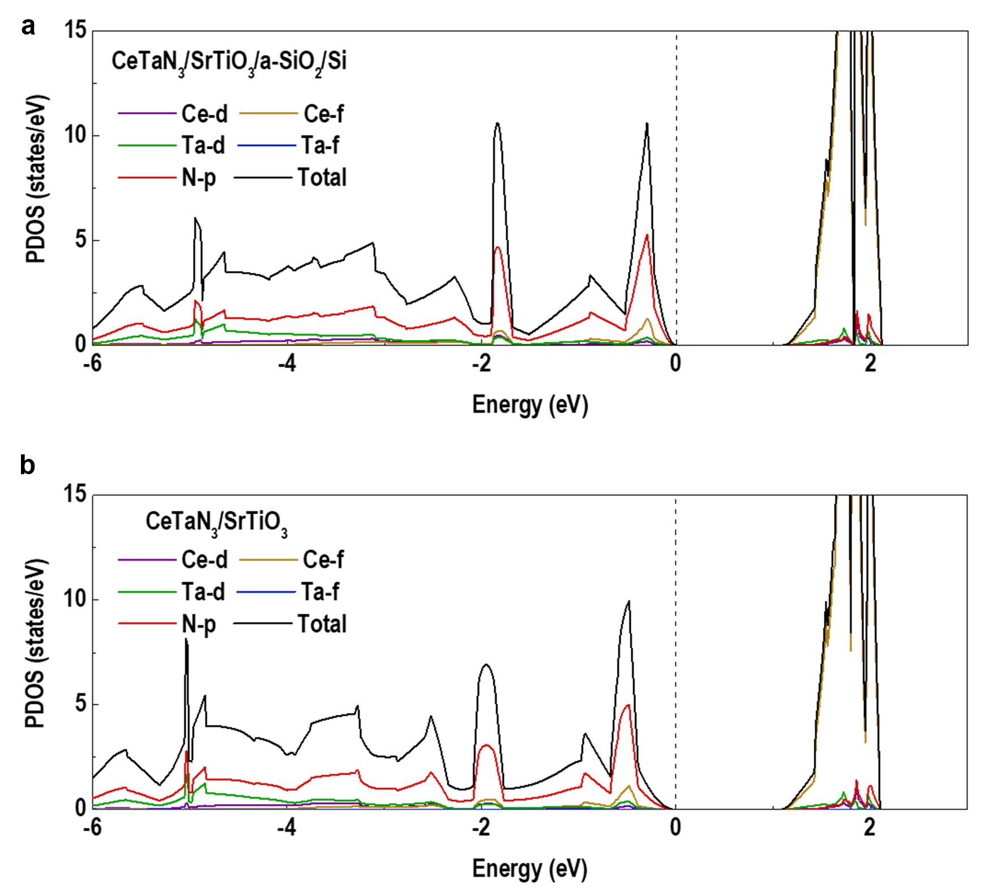 a
15
CeTaN₃/SrTiO₃/a-SiO₂/Si
Ce-d Ce-f
Ta-d Ta-f
N-p Total
10
5
0
PDOS (states/eV)
-6 -4 -2 0 2
Energy (eV)
b
15
CeTaN₃/SrTiO₃
Ce-d Ce-f
Ta-d Ta-f
N-p Total
10
5
0
PDOS (states/eV)
-6 -4 -2 0 2
Energy (eV)